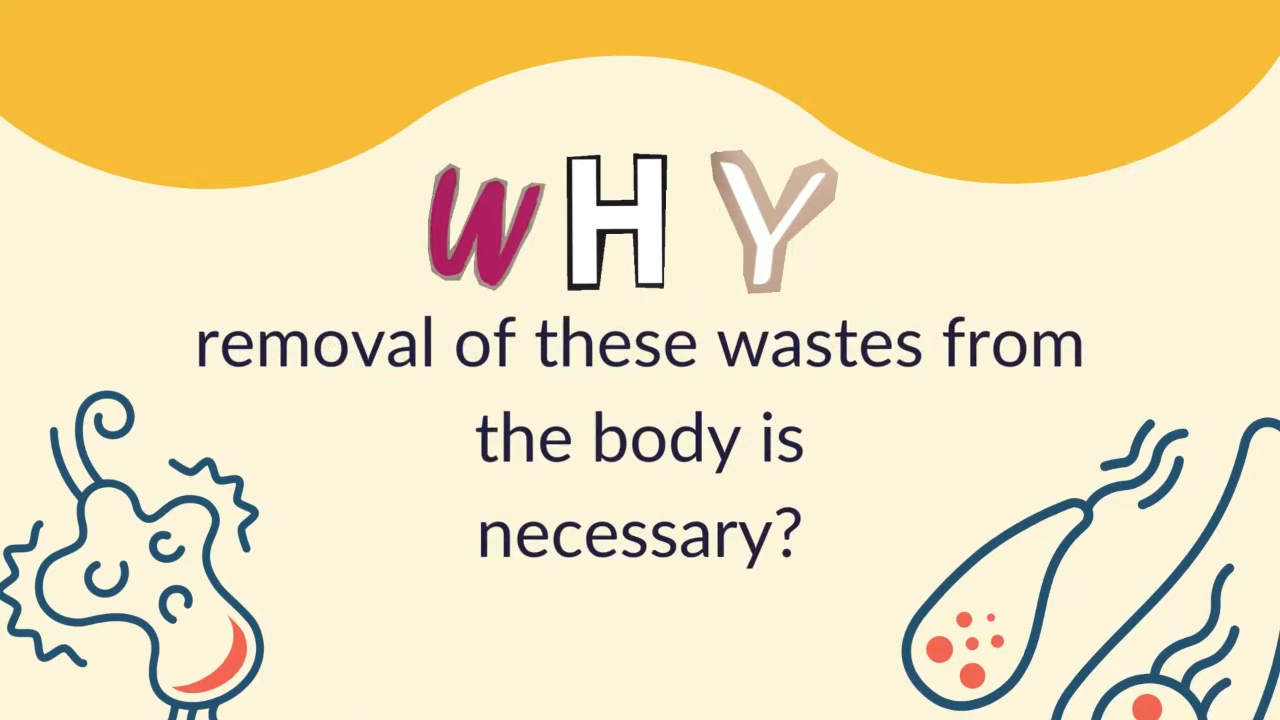 WHY
removal of these wastes from
the body is
necessary?